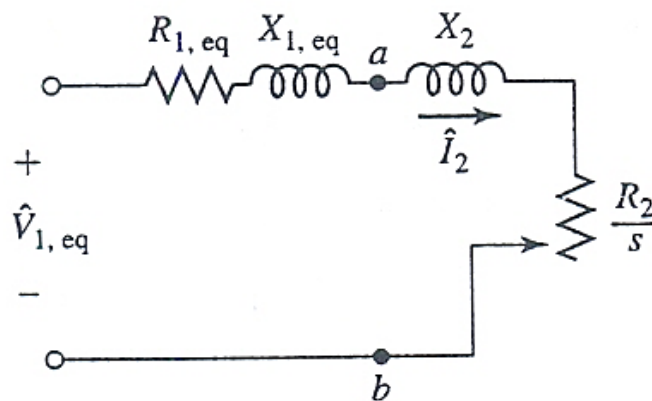 R1, eq
X1, eq
a
X2
Î2
+
V̂1, eq
−
R2
s
b